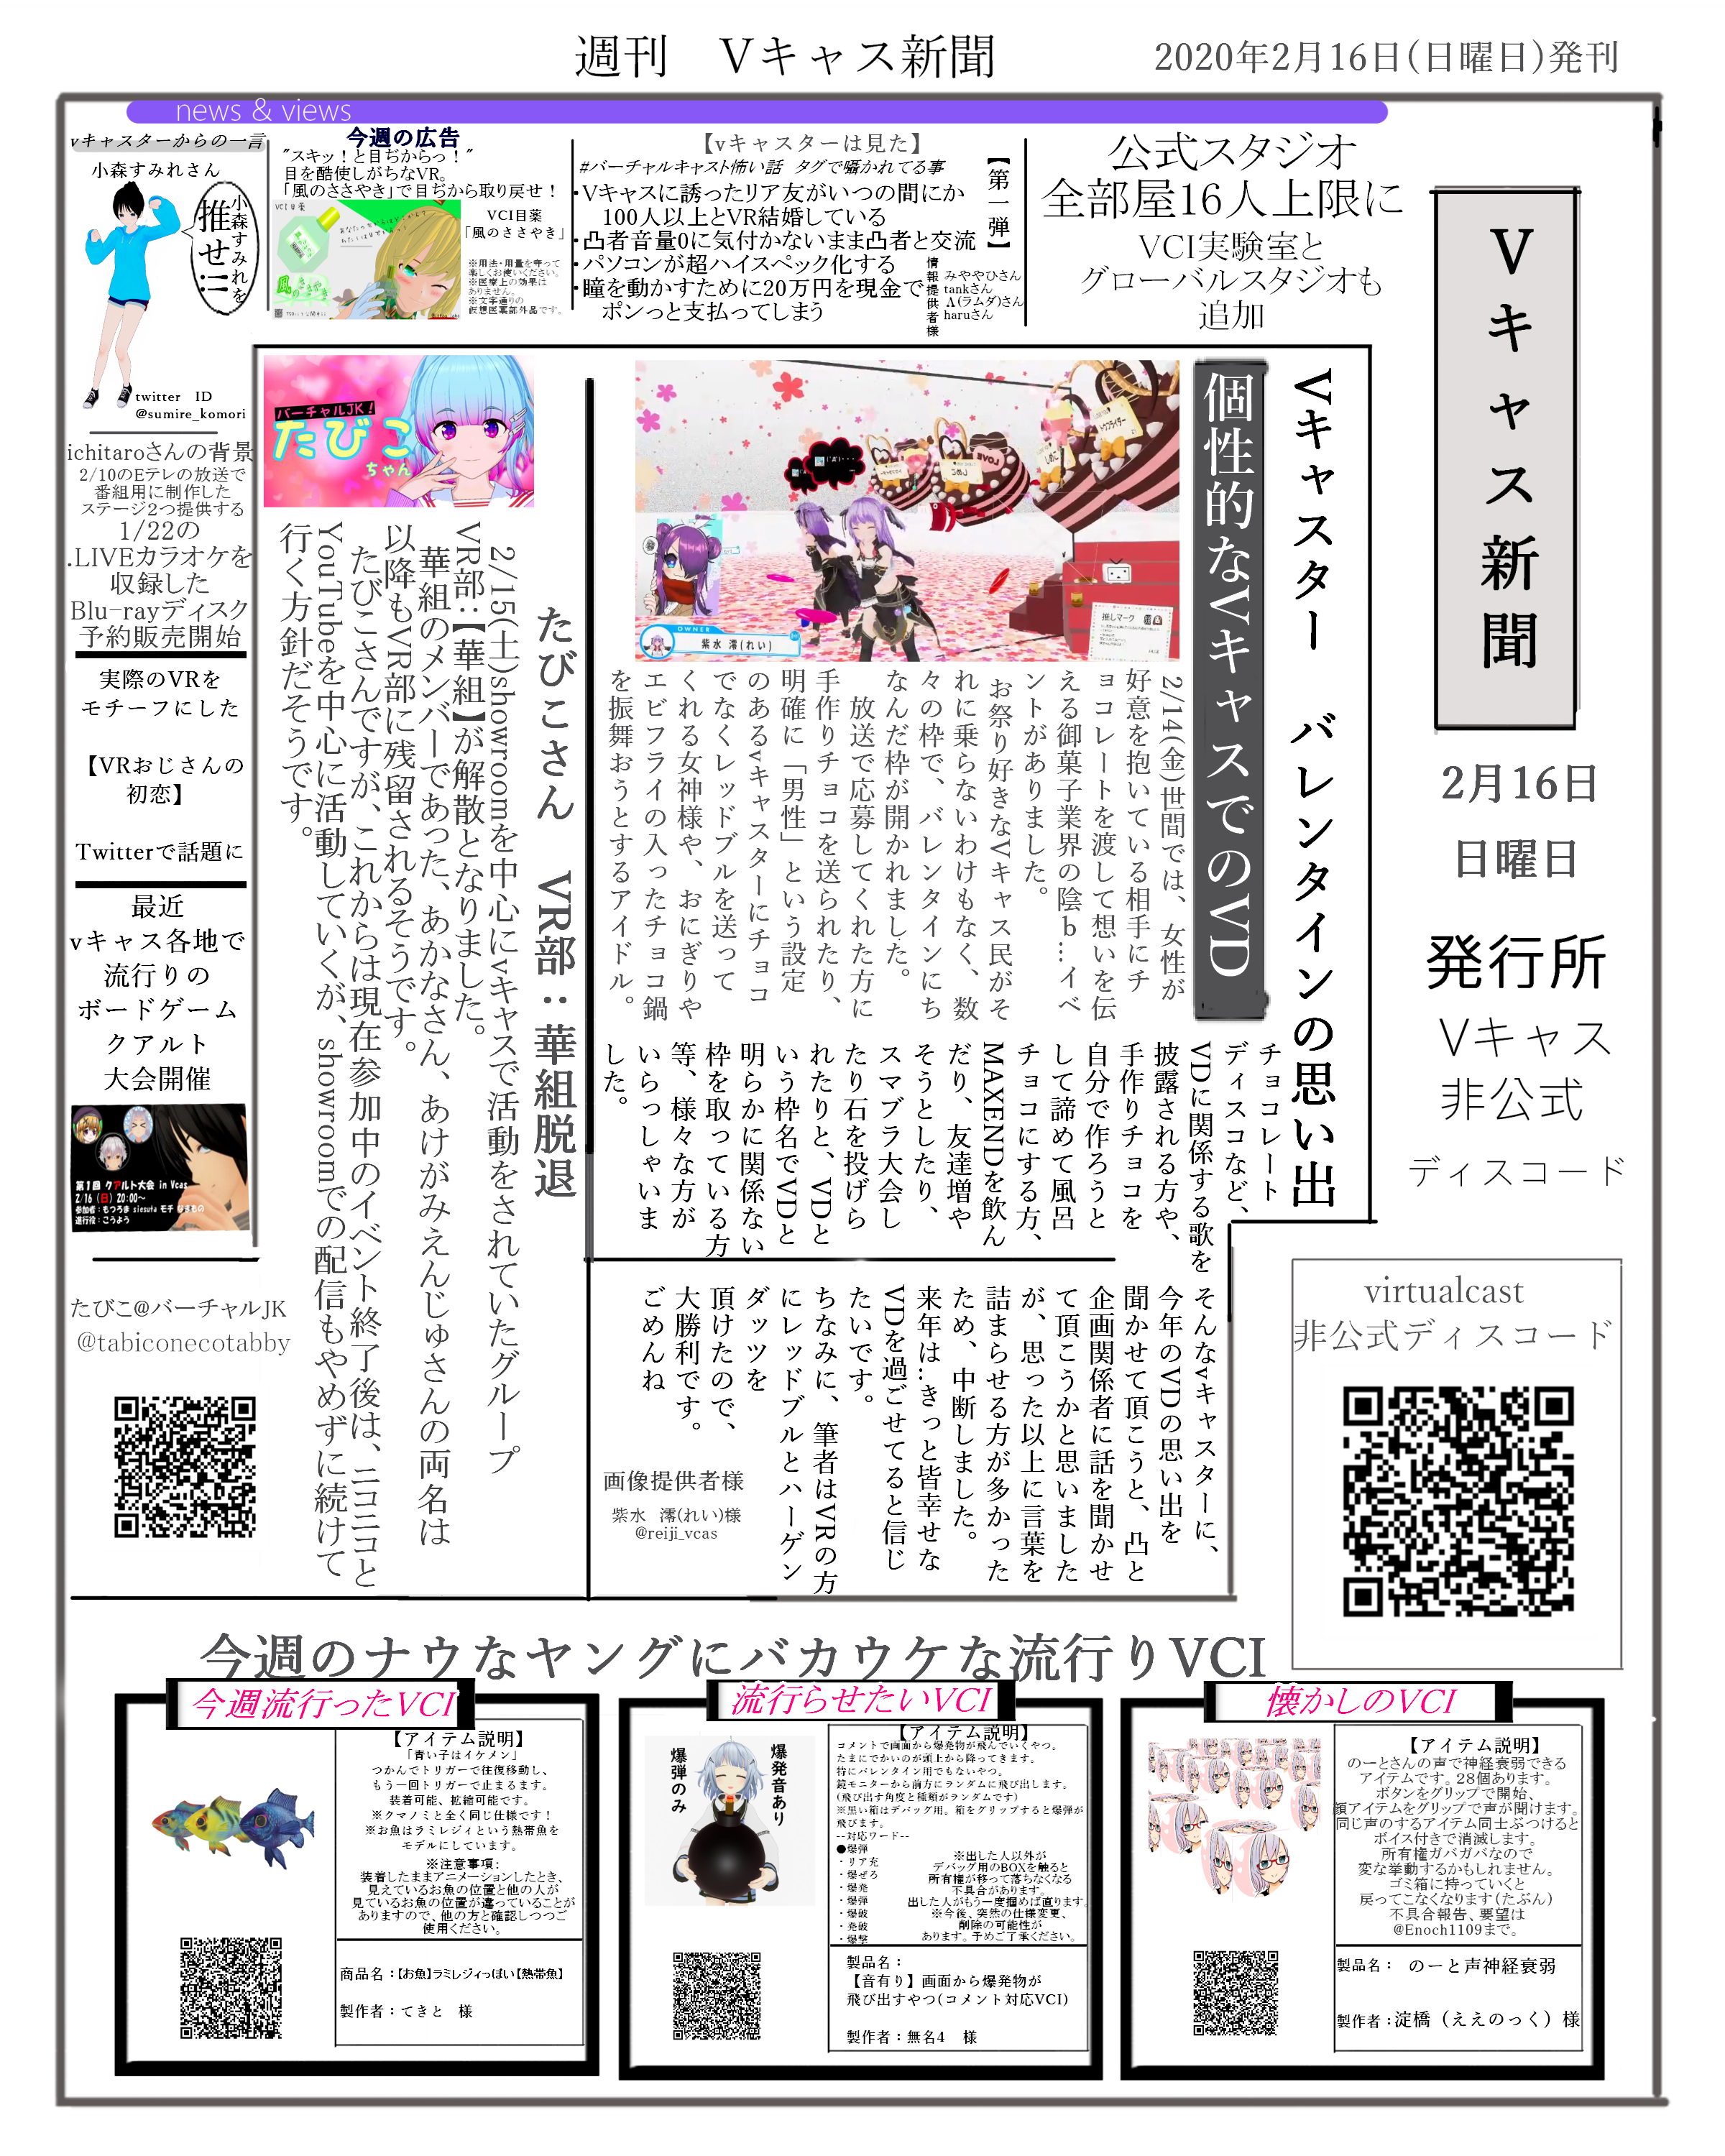 週刊　Vキャス新聞
2020年2月16日(日曜日)発刊
news & views
Vキャス新聞
2月16日
日曜日
発行所
Vキャス
非公式
ディスコード
virtualcast
非公式ディスコード
公式スタジオ
全部屋16人上限に
VCI実験室と
グローバルスタジオも
追加
【vキャスターは見た】
#バーチャルキャスト怖い話　タグで囁かれてる事
【第一弾】
・Vキャスに誘ったリア友がいつの間にか
100人以上とVR結婚している
・凸者音量0に気付かないまま凸者と交流
・パソコンが超ハイスペック化する
・瞳を動かすために20万円を現金で
ポンっと支払ってしまう
情報提供者様
みややひさん
tankさん
Λ(ラムダ)さん
haruさん
今週の広告
"スキッ！と目ぢからっ！"
目を酷使しがちなVR。
「風のささやき」で目ぢから取り戻せ！
VCI目薬
VCI目薬
「風のささやき」
※用法・用量を守って
楽しくお使いください。
※医療上の効果は
ありません。
※文字通りの
仮想医薬部外品です。
vキャスターからの一言
小森すみれさん
小森すみれを
推せ!!!
twitter　ID
@sumire_komori
ichitaroさんの背景
2/10のEテレの放送で
番組用に制作した
ステージ2つ提供する
1/22の
.LIVEカラオケを
収録した
Blu-rayディスク
予約販売開始
実際のVRを
モチーフにした
【VRおじさんの
初恋】
Twitterで話題に
最近
vキャス各地で
流行りの
ボードゲーム
クアルト
大会開催
第1回 クアルト大会 in Vcas
2/16（日）20:00～
参加者：もつろま siesuta モチ なまもの
進行役：こうよう
Vキャスター　バレンタインの思い出
個性的なVキャスでのVD
OWNER
紫水 澪(れい)
推しマーク
2/14(金)世間では、女性が
好意を抱いている相手にチ
ョコレートを渡して想いを伝
える御菓子業界の陰ｂ…イベ
ントがありました。
お祭り好きなVキャス民がそ
れに乗らないわけもなく、数
々の枠で、バレンタインにち
なんだ枠が開かれました。
放送で応募してくれた方に
手作りチョコを送られたり、
明確に「男性」という設定
のあるvキャスターにチョコ
でなくレッドブルを送って
くれる女神様や、おにぎりや
エビフライの入ったチョコ鍋
を振舞おうとするアイドル。
チョコレート
ディスコなど、
VDに関係する歌を
披露される方や、
手作りチョコを
自分で作ろうと
して諦めて風呂
チョコにする方、
MAXENDを飲ん
だり、友達増や
そうとしたり、
スマブラ大会し
たり石を投げら
れたりと、VDと
いう枠名でVDと
明らかに関係ない
枠を取っている方
等、様々な方が
いらっしゃいま
した。
そんなvキャスターに、
今年のVDの思い出を
聞かせて頂こうと、凸と
企画関係者に話を聞かせ
て頂こうかと思いました
が、思った以上に言葉を
詰まらせる方が多かった
ため、中断しました。
来年は…きっと皆幸せな
VDを過ごせてると信じ
たいです。
ちなみに、筆者はVRの方
にレッドブルとハーゲン
ダッツを
頂けたので、
大勝利です。
ごめんね
画像提供者様
紫水　澪(れい)様
@reiji_vcas
バーチャルJK！
たびこ
ちゃん
たびこさん　VR部：華組脱退
2/15(土)showroomを中心にvキャスで活動をされていたグループ
VR部：【華組】が解散となりました。
華組のメンバーであった、あかなさん、あけがみえんじゅさんの両名は
以降もVR部に残留されるそうです。
たびこさんですが、これからは現在参加中のイベント終了後は、ニコニコと
YouTubeを中心に活動していくが、showroomでの配信もやめずに続けて
行く方針だそうです。
たびこ@バーチャルJK
@tabiconecotabby
今週のナウなヤングにバカウケな流行りVCI
今週流行ったVCI
【アイテム説明】
「青い子はイケメン」
つかんでトリガーで往復移動し、
もう一回トリガーで止まるます。
装着可能、拡縮可能です。
※クマノミと全く同じ仕様です！
※お魚はラミレジィという熱帯魚を
モデルにしています。
※注意事項：
装着したままアニメーションしたとき、
見えているお魚の位置と他の人が
見ているお魚の位置が違っていることが
ありますので、他の方と確認しつつご
使用ください。
商品名：【お魚】ラミレジィっぽい【熱帯魚】
製作者：てきと　様
流行らせたいVCI
爆発音あり
爆弾のみ
【アイテム説明】
コメントで画面から爆発物が飛んでいくやつ。
たまにでかいのが頭上から降ってきます。
特にバレンタイン用でもないやつ。
鏡モニターから前方にランダムに飛び出します。
(飛び出す角度と種類がランダムです)
※黒い箱はデバッグ用。箱をグリップすると爆弾が
飛びます。
--対応ワード--
●爆弾
・リア充
・爆ぜろ
・爆発
・爆弾
・爆破
・発破
・爆撃
※出した人以外が
デバッグ用のBOXを触ると
所有権が移って落ちなくなる
不具合があります。
出した人がもう一度掴めば直ります。
※今後、突然の仕様変更、
削除の可能性が
あります。予めご了承ください。
製品名：
【音有り】画面から爆発物が
飛び出すやつ(コメント対応VCI)
製作者：無名4　様
懐かしのVCI
【アイテム説明】
のーとさんの声で神経衰弱できる
アイテムです。28個あります。
ボタンをグリップで開始、
顔アイテムをグリップで声が聞けます。
同じ声のするアイテム同士ぶつけると
ボイス付きで消滅します。
所有権ガバガバなので
変な挙動するかもしれません。
ゴミ箱に持っていくと
戻ってこなくなります(たぶん)
不具合報告、要望は
@Enoch1109まで。
製品名：　のーと声神経衰弱
製作者：淀橋（ええのっく）様